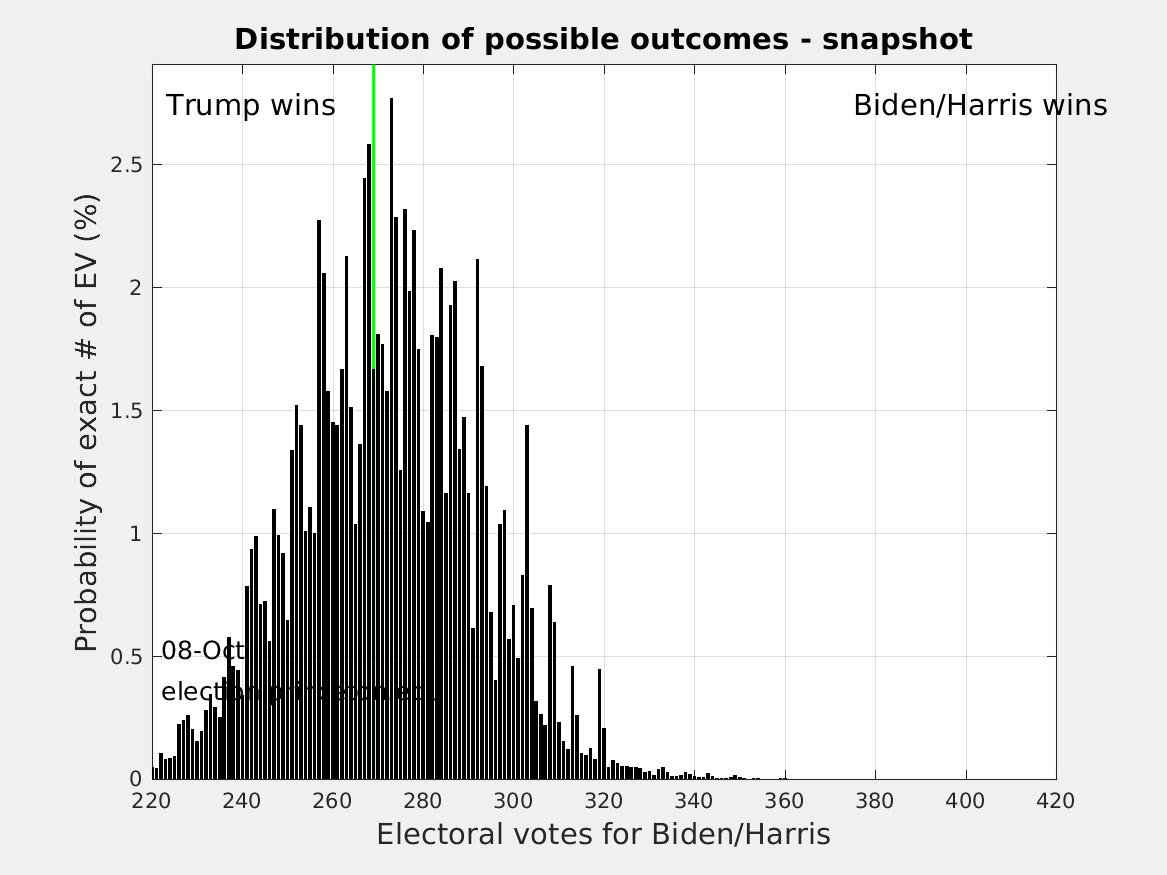 Distribution of possible outcomes - snapshot
Trump wins
Biden/Harris wins
Probability of exact # of EV (%)
2.5
2
1.5
1
0.5
0
08-Oct
220 240 260 280 300 320 340 360 380 400 420
Electoral votes for Biden/Harris